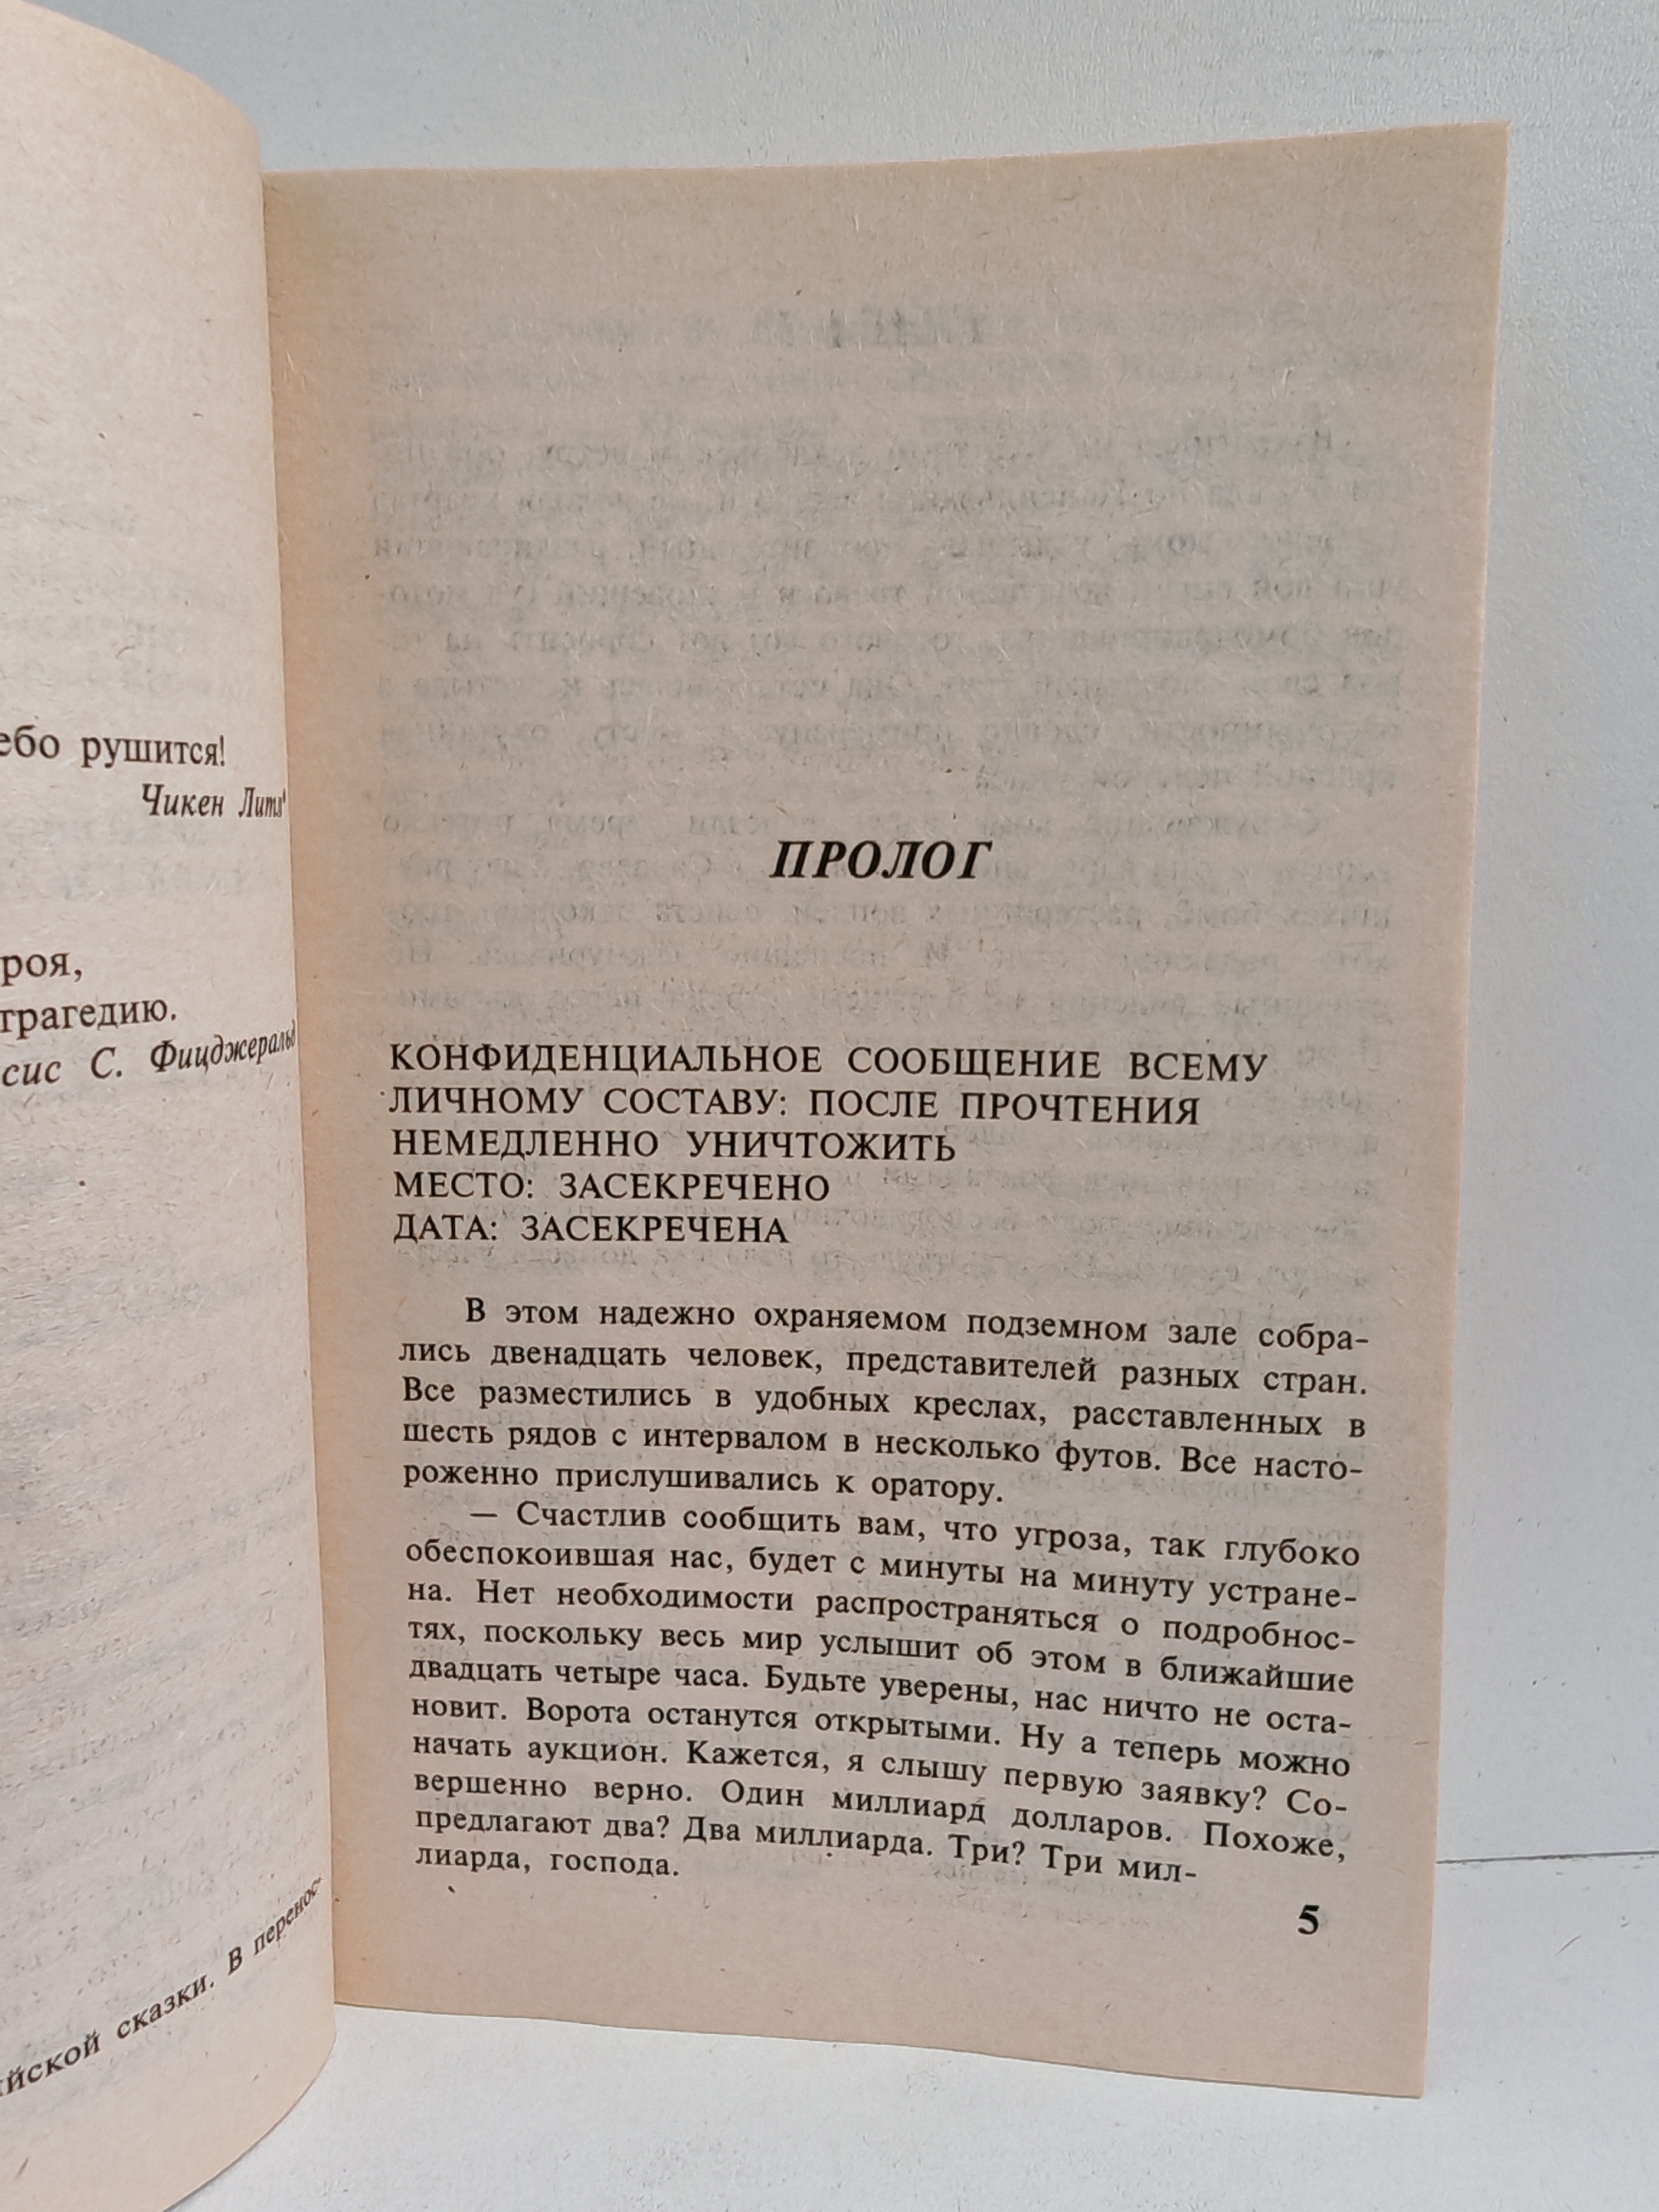 рушится!
Чикен Литл¹
трагедию.
С. Фицджеральд
сказки. В перенос-
ПРОЛОГ
КОНФИДЕНЦИАЛЬНОЕ СООБЩЕНИЕ ВСЕМУ
ЛИЧНОМУ СОСТАВУ: ПОСЛЕ ПРОЧТЕНИЯ
НЕМЕДЛЕННО УНИЧТОЖИТЬ
МЕСТО: ЗАСЕКРЕЧЕНО
ДАТА: ЗАСЕКРЕЧЕНА
В этом надежно охраняемом подземном зале собра-
лись двенадцать человек, представителей разных стран.
Все разместились в удобных креслах, расставленных в
шесть рядов с интервалом в несколько футов. Все насто-
роженно прислушивались к оратору.
— Счастлив сообщить вам, что угроза, так глубоко
обеспокоившая нас, будет с минуты на минуту устране-
на. Нет необходимости распространяться о подробнос-
тях, поскольку весь мир услышит об этом в ближайшие
двадцать четыре часа. Будьте уверены, нас ничто не оста-
новит. Ворота останутся открытыми. Ну а теперь можно
начать аукцион. Кажется, я слышу первую заявку? Со-
вершенно верно. Один миллиард долларов. Похоже,
предлагают два? Два миллиарда. Три? Три мил-
лиарда, господа.
5